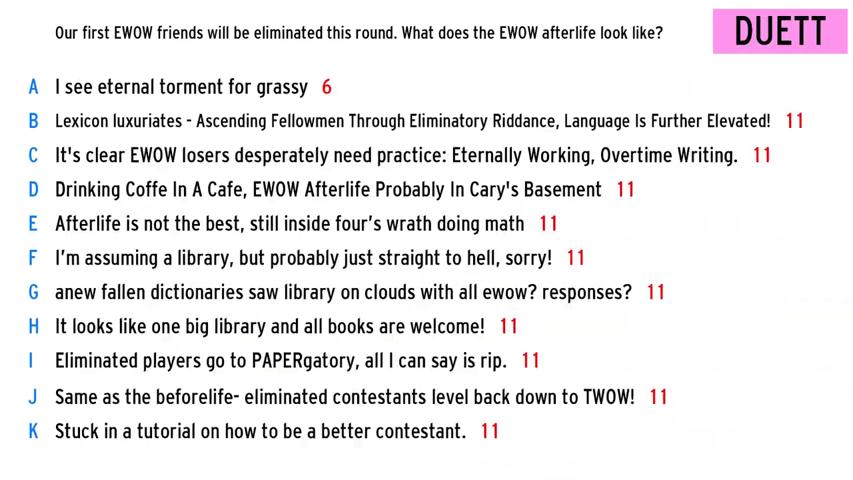 Our first EWOW friends will be eliminated this round. What does the EWOW afterlife look like?
DUETT
A I see eternal torment for grassy 6
B Lexicon luxuriates - Ascending Fellowmen Through Eliminatory Riddance, Language Is Further Elevated! 11
C It's clear EWOW losers desperately need practice: Eternally Working, Overtime Writing. 11
D Drinking Coffe In A Cafe, EWOW Afterlife Probably In Cary's Basement 11
E Afterlife is not the best, still inside four’s wrath doing math 11
F I’m assuming a library, but probably just straight to hell, sorry! 11
G anew fallen dictionaries saw library on clouds with all ewow? responses? 11
H It looks like one big library and all books are welcome! 11
I Eliminated players go to PAPERgatory, all I can say is rip. 11
J Same as the beforelife- eliminated contestants level back down to TWOW! 11
K Stuck in a tutorial on how to be a better contestant. 11